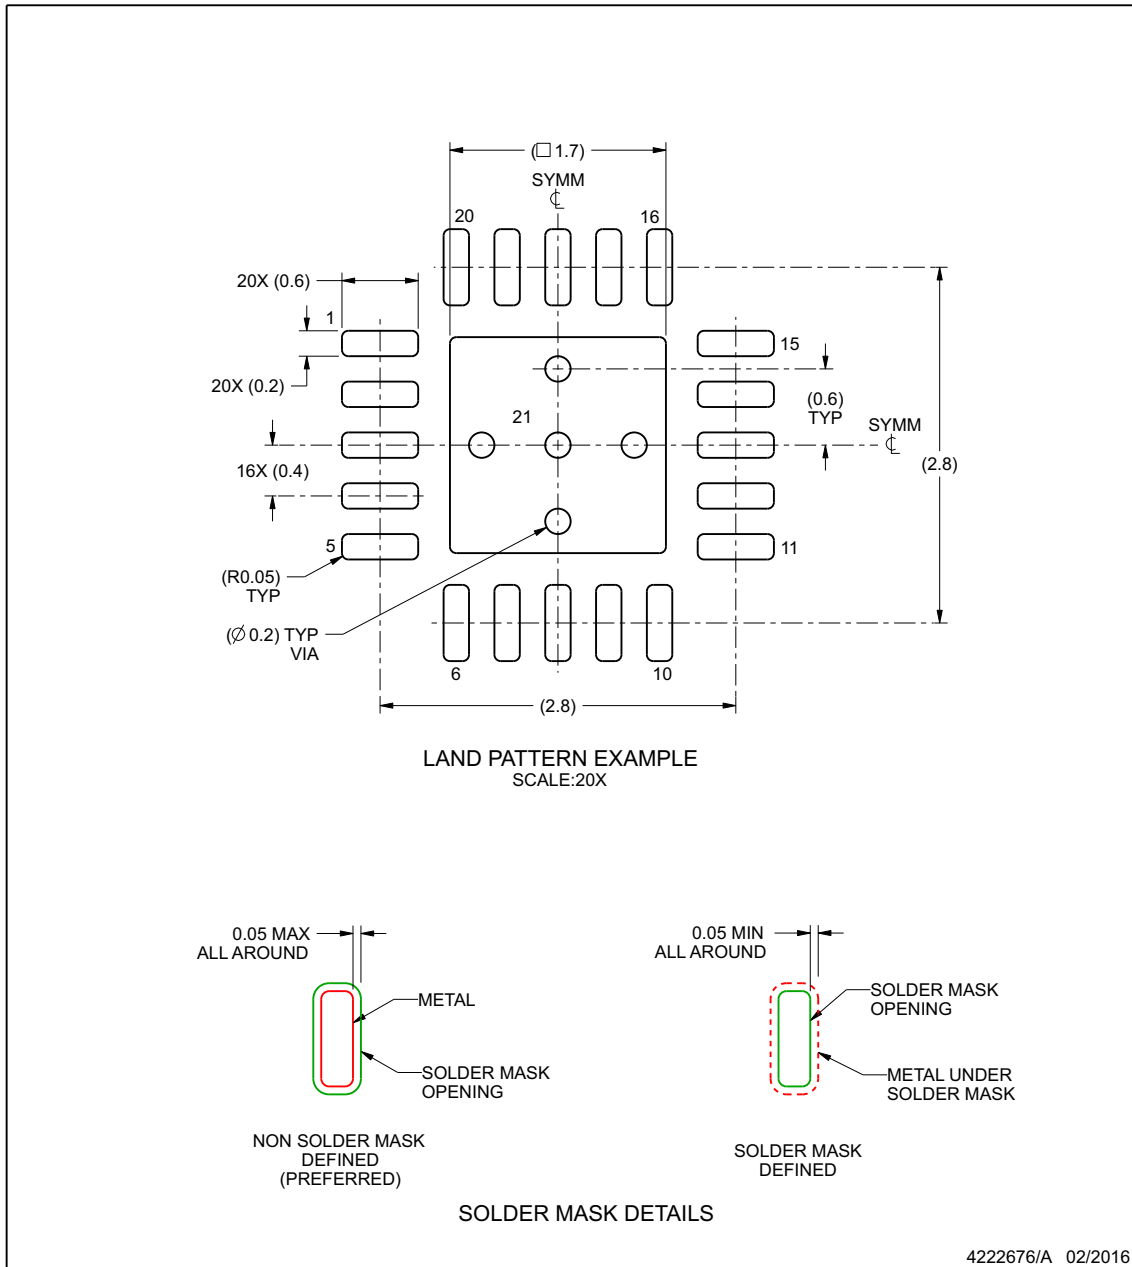 (□ 1.7)
SYMM
℄
20
16
20X (0.6)
1
15
20X (0.2)
(0.6)
TYP
21
SYMM
℄
(2.8)
16X (0.4)
5
11
(R0.05)
TYP
(Ø 0.2) TYP
VIA
6
10
(2.8)
LAND PATTERN EXAMPLE
SCALE:20X
0.05 MAX
ALL AROUND
METAL
SOLDER MASK
OPENING
NON SOLDER MASK
DEFINED
(PREFERRED)
0.05 MIN
ALL AROUND
SOLDER MASK
OPENING
METAL UNDER
SOLDER MASK
SOLDER MASK
DEFINED
SOLDER MASK DETAILS
4222676/A 02/2016